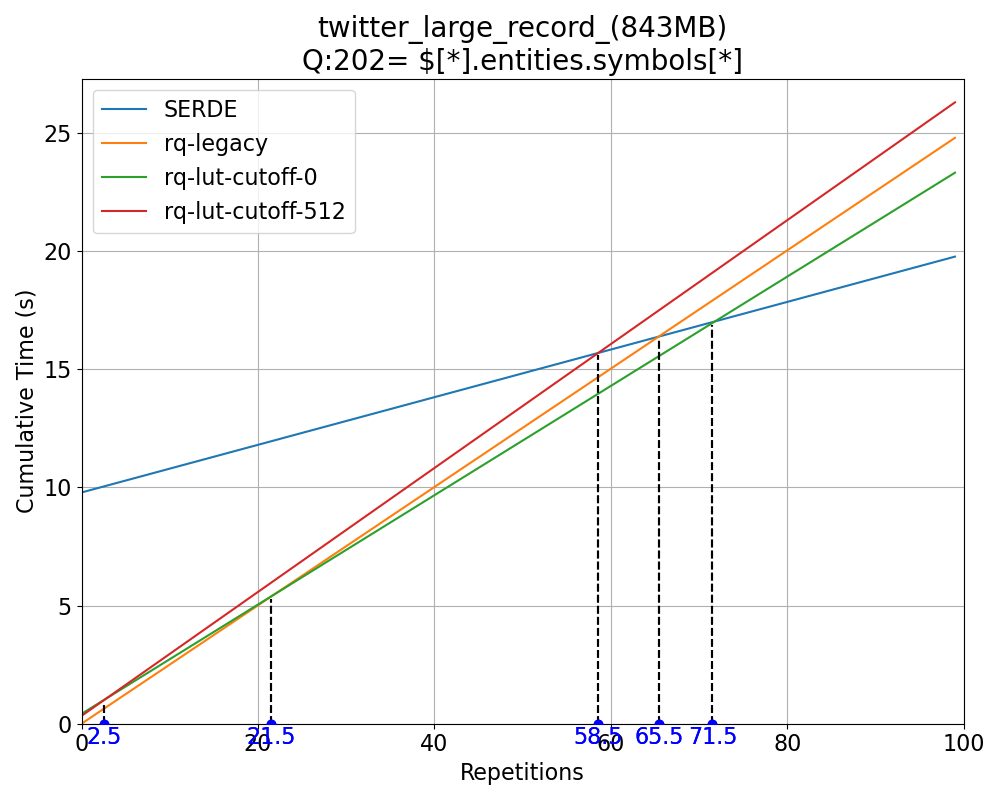 twitter_large_record_(843MB)
Q:202= $[*].entities.symbols[*]
SERDE
rq-legacy
rq-lut-cutoff-0
rq-lut-cutoff-512
Cumulative Time (s)
25
20
15
10
5
0
0 20 40 60 80 100
2.5 21.5 58.5 65.5 71.5
Repetitions